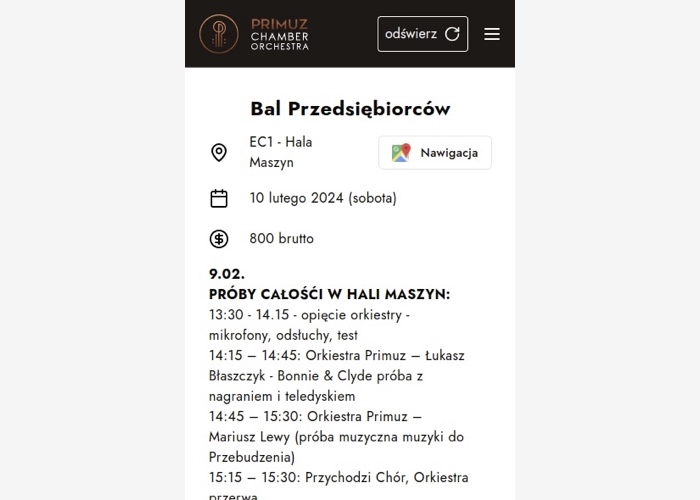 PRIMUZ
CHAMBER
ORCHESTRA
odśwież
Bal Przedsiębiorców
EC1 - Hala
Maszyn
Nawigacja
10 lutego 2024 (sobota)
800 brutto
9.02.
PRÓBY CAŁOŚĆI W HALI MASZYN:
13:30 - 14.15 - opięcie orkiestry -
mikrofony, odsłuchy, test
14:15 – 14:45: Orkiestra Primuz – Łukasz
Błaszczyk - Bonnie & Clyde próba z
nagraniem i teledyskiem
14:45 – 15:30: Orkiestra Primuz –
Mariusz Lewy (próba muzyczna muzyki do
Przebudzenia)
15:15 – 15:30: Przychodzi Chór, Orkiestra
przerwa